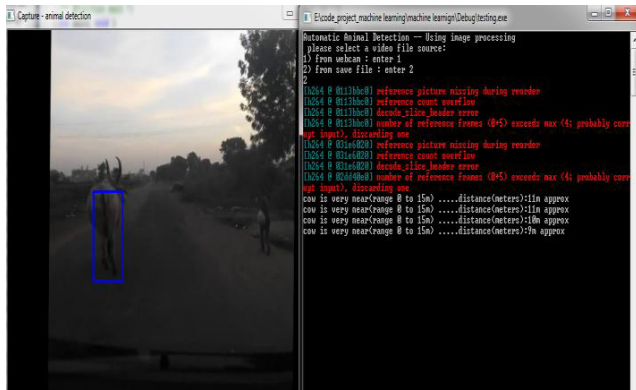 Capture - animal detection
E:\code_project_machine learning\machine learnign\Debug\testing.exe
Automatic Animal Detection -- Using image processing
please select a video file source:
1) from webcam : enter 1
2) from save file : enter 2
2
[h264 @ 0113bbc0] reference picture missing during reorder
[h264 @ 0113bbc0] reference count overflow
[h264 @ 0113bbc0] decode_slice_header error
[h264 @ 0113bbc0] number of reference frames (0+5) exceeds max (4; probably corr
upt input), discarding one
[h264 @ 031e6020] reference picture missing during reorder
[h264 @ 031e6020] reference count overflow
[h264 @ 031e6020] decode_slice_header error
[h264 @ 02dd40e0] number of reference frames (0+5) exceeds max (4; probably corr
upt input), discarding one
cow is very near(range 0 to 15m) .....distance(meters):11m approx
cow is very near(range 0 to 15m) .....distance(meters):11m approx
cow is very near(range 0 to 15m) .....distance(meters):10m approx
cow is very near(range 0 to 15m) .....distance(meters):9m approx